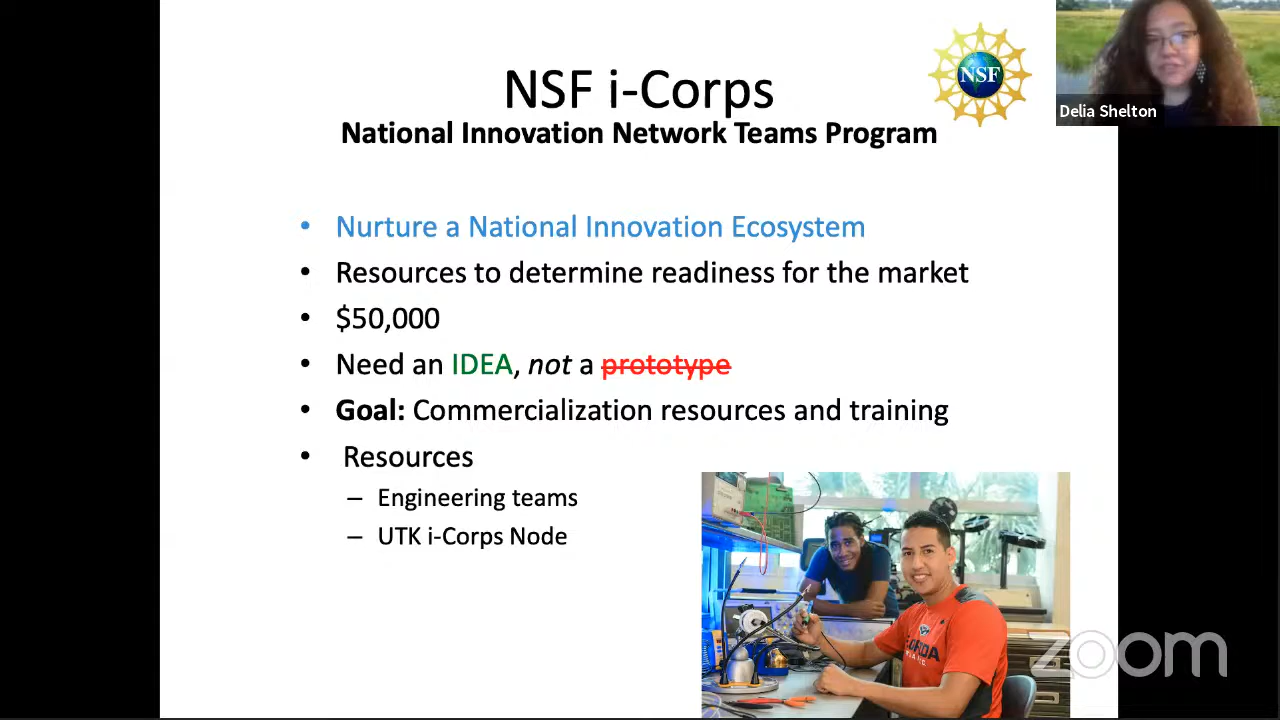 NSF i-Corps
NSF
Delia Shelton
National Innovation Network Teams Program
• Nurture a National Innovation Ecosystem
• Resources to determine readiness for the market
• $50,000
• Need an IDEA, not a prototype
• Goal: Commercialization resources and training
• Resources
– Engineering teams
– UTK i-Corps Node
zoom